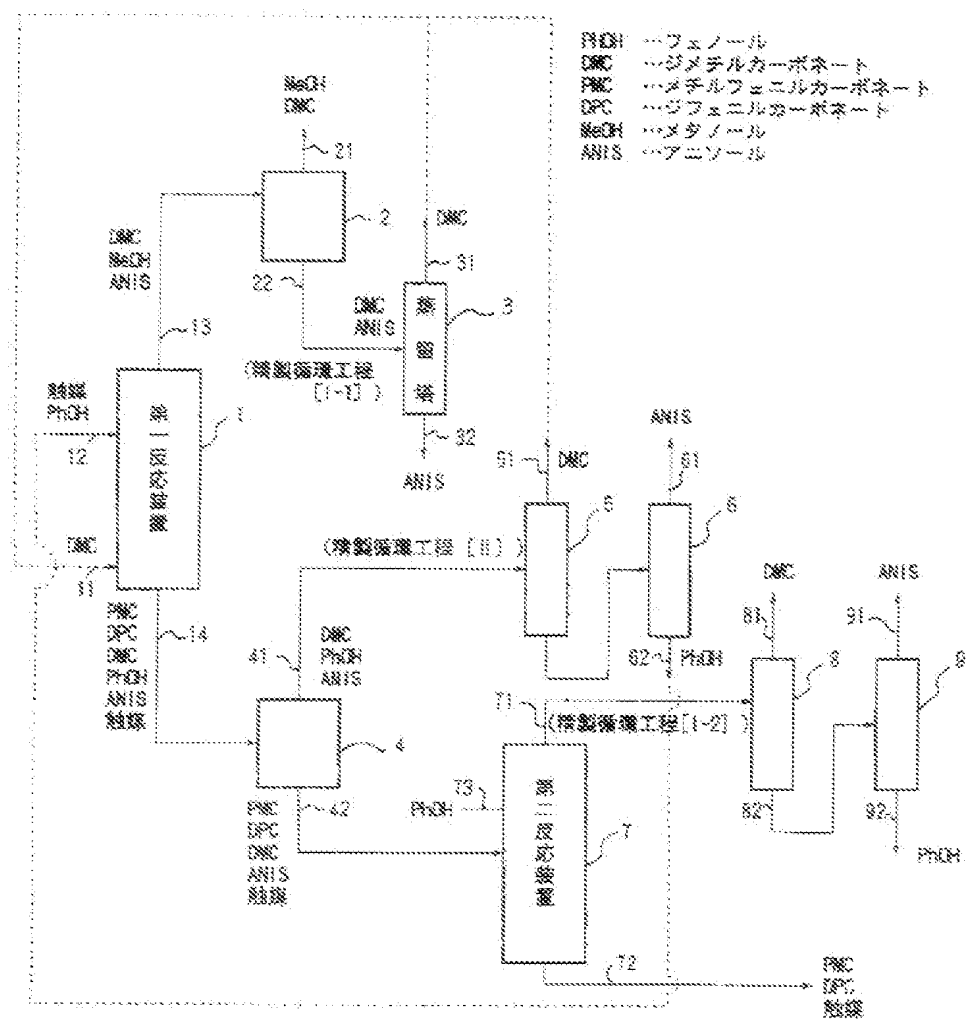 PHOH …フェノール
DMC …ジメチルカーボネート
PMC …メチルフェニルカーボネート
DPC …ジフェニルカーボネート
MeOH …メタノール
ANIS …アニソール
MeOH
DMC
21
2
22
DMC
MeOH
ANIS
13
DMC
31
DMC
ANIS
蒸留塔
3
(精製循環工程
[I-1])
32
ANIS
触媒
PhOH
12
第一反応装置
1
DMC
11
14
PMC
DPC
DMC
PhOH
ANIS
触媒
51
DMC
5
ANIS
61
6
(精製循環工程 [II])
41
DMC
PhOH
ANIS
4
62
PhOH
DMC
81
8
ANIS
91
9
71
(精製循環工程[I-2])
82
92
PhOH
42
PMC
DPC
DMC
ANIS
触媒
73
PhOH
第二反応装置
7
72
PMC
DPC
触媒